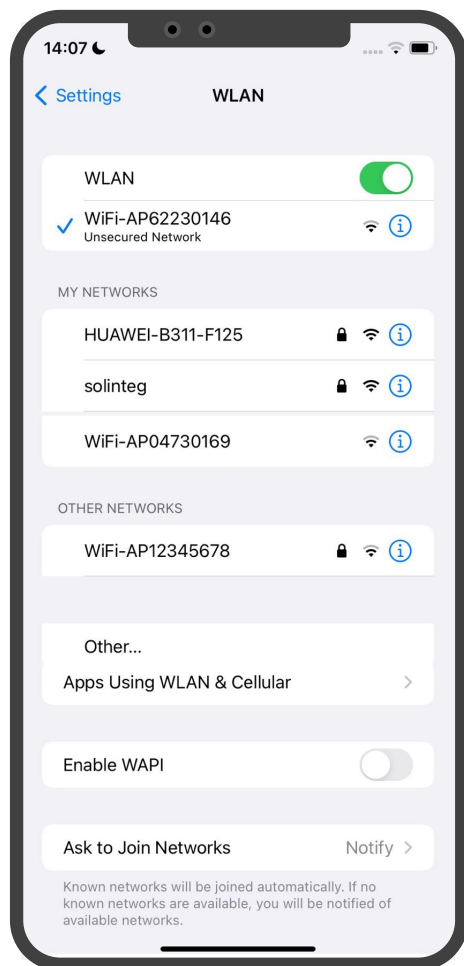 14:07
Settings
WLAN
WLAN
WiFi-AP62230146
Unsecured Network
MY NETWORKS
HUAWEI-B311-F125
solinteg
WiFi-AP04730169
OTHER NETWORKS
WiFi-AP12345678
Other...
Apps Using WLAN & Cellular
Enable WAPI
Ask to Join Networks Notify
Known networks will be joined automatically. If no
known networks are available, you will be notified of
available networks.